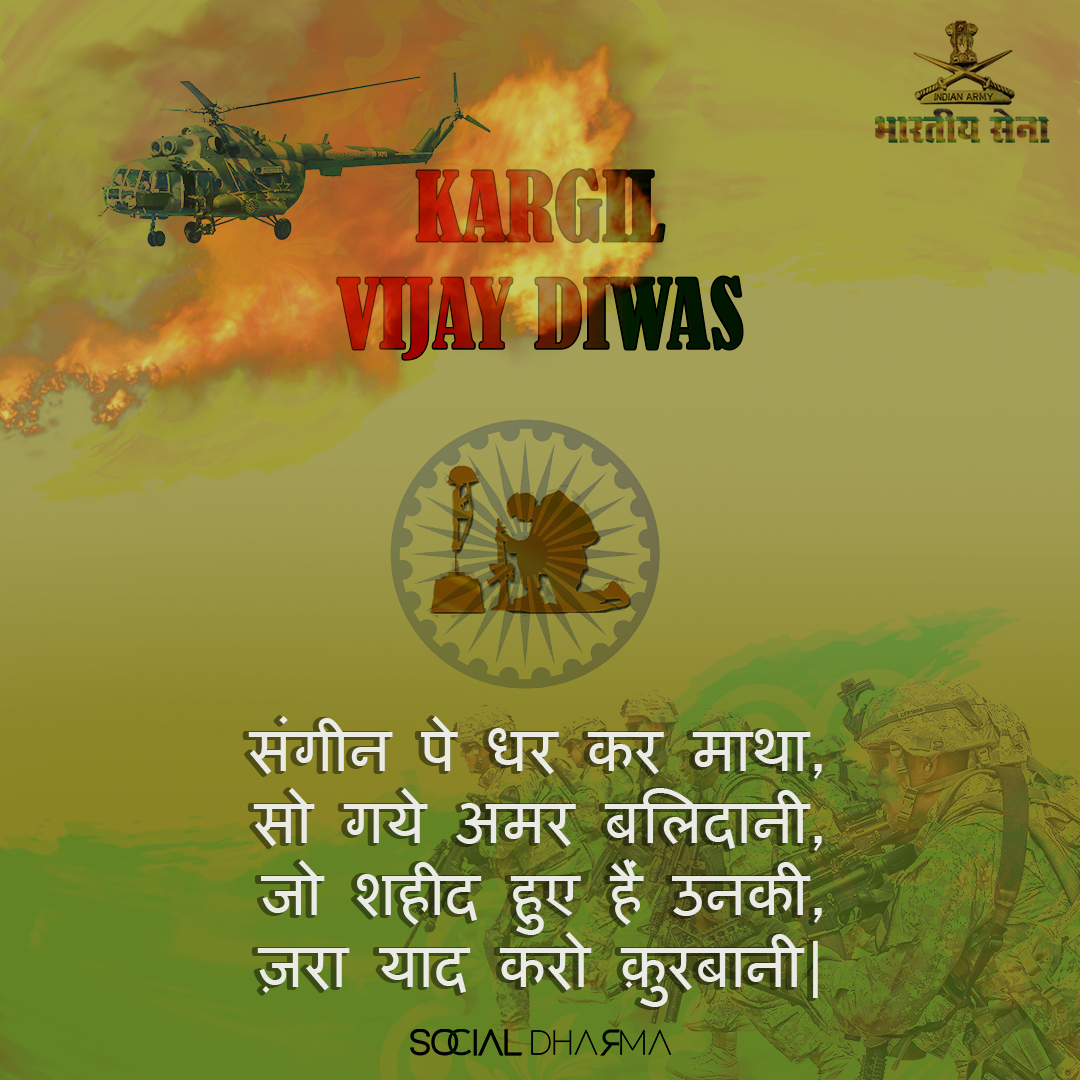 INDIAN ARMY
भारतीय सेना
KARGIL
VIJAY DIWAS
संगीन पे धर कर माथा,
सो गये अमर बलिदानी,
जो शहीद हुए हैं उनकी,
ज़रा याद करो क़ुरबानी|
SOCIAL DHARMA